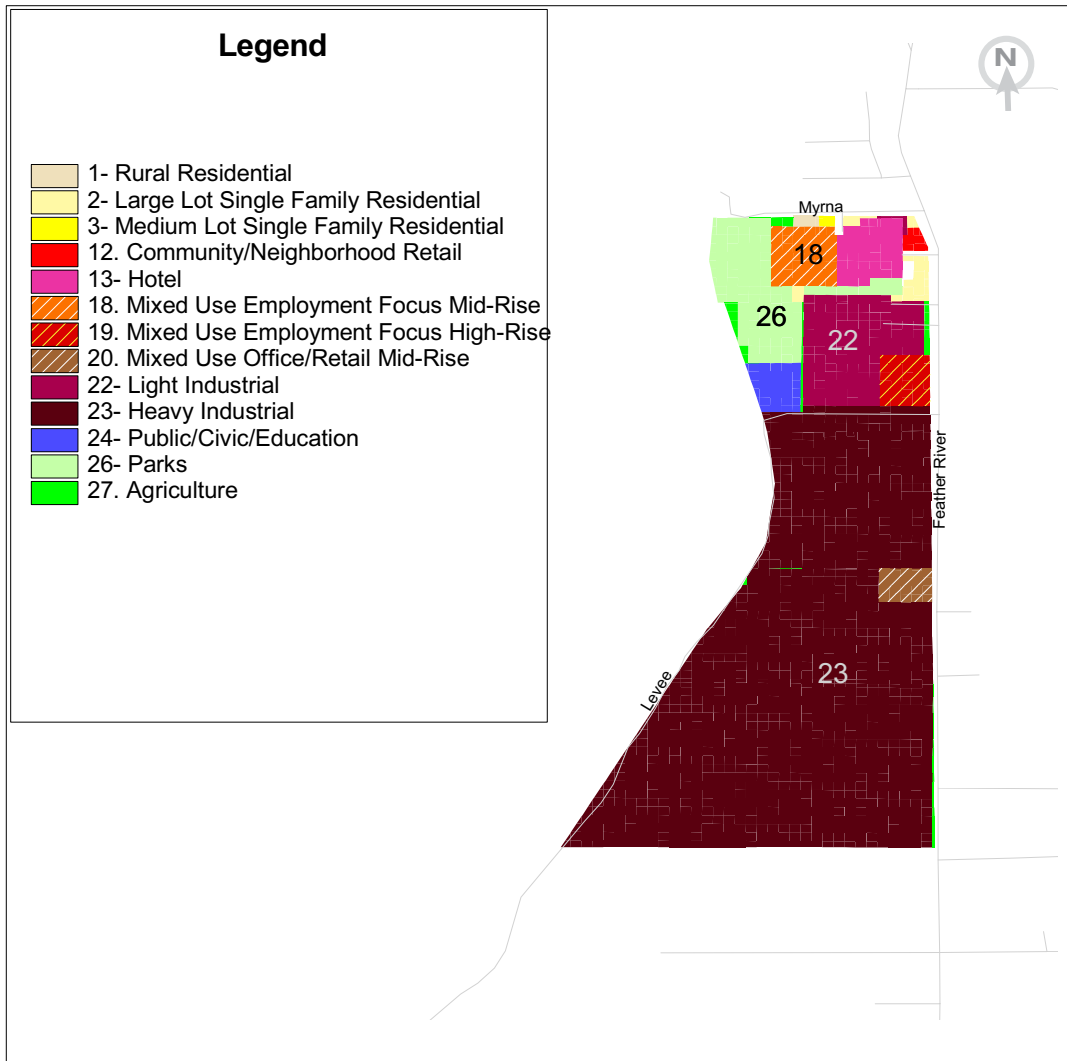 Legend
1- Rural Residential
2- Large Lot Single Family Residential
3- Medium Lot Single Family Residential
12. Community/Neighborhood Retail
13- Hotel
18. Mixed Use Employment Focus Mid-Rise
19. Mixed Use Employment Focus High-Rise
20. Mixed Use Office/Retail Mid-Rise
22- Light Industrial
23- Heavy Industrial
24- Public/Civic/Education
26- Parks
27. Agriculture
N
Myrna
18
26
22
Feather River
23
Levee